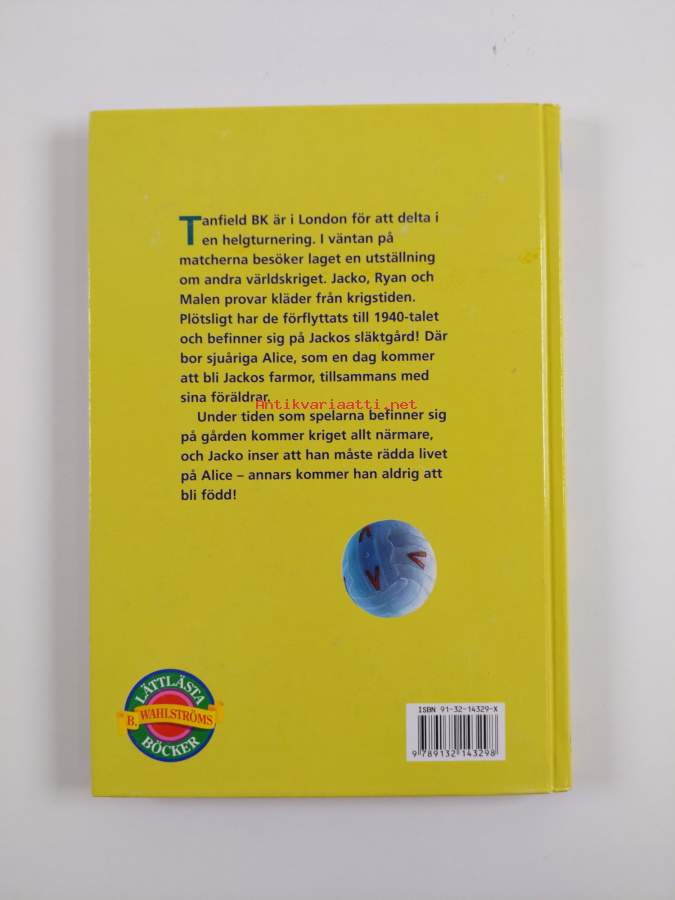 Tanfield BK är i London för att delta i
en helgturnering. I väntan på
matcherna besöker laget en utställning
om andra världskriget. Jacko, Ryan och
Malen provar kläder från krigstiden.
Plötsligt har de förflyttats till 1940-talet
och befinner sig på Jackos släktgård! Där
bor sjuåriga Alice, som en dag kommer
att bli Jackos farmor, tillsammans med
sina föräldrar.
Antikvariaatti.net
Under tiden som spelarna befinner sig
på gården kommer kriget allt närmare,
och Jacko inser att han måste rädda livet
på Alice – annars kommer han aldrig att
bli född!
LÄTTLÄSTA
B. WAHLSTRÖMS
BÖCKER
ISBN 91-32-14329-X
9 789132 143298